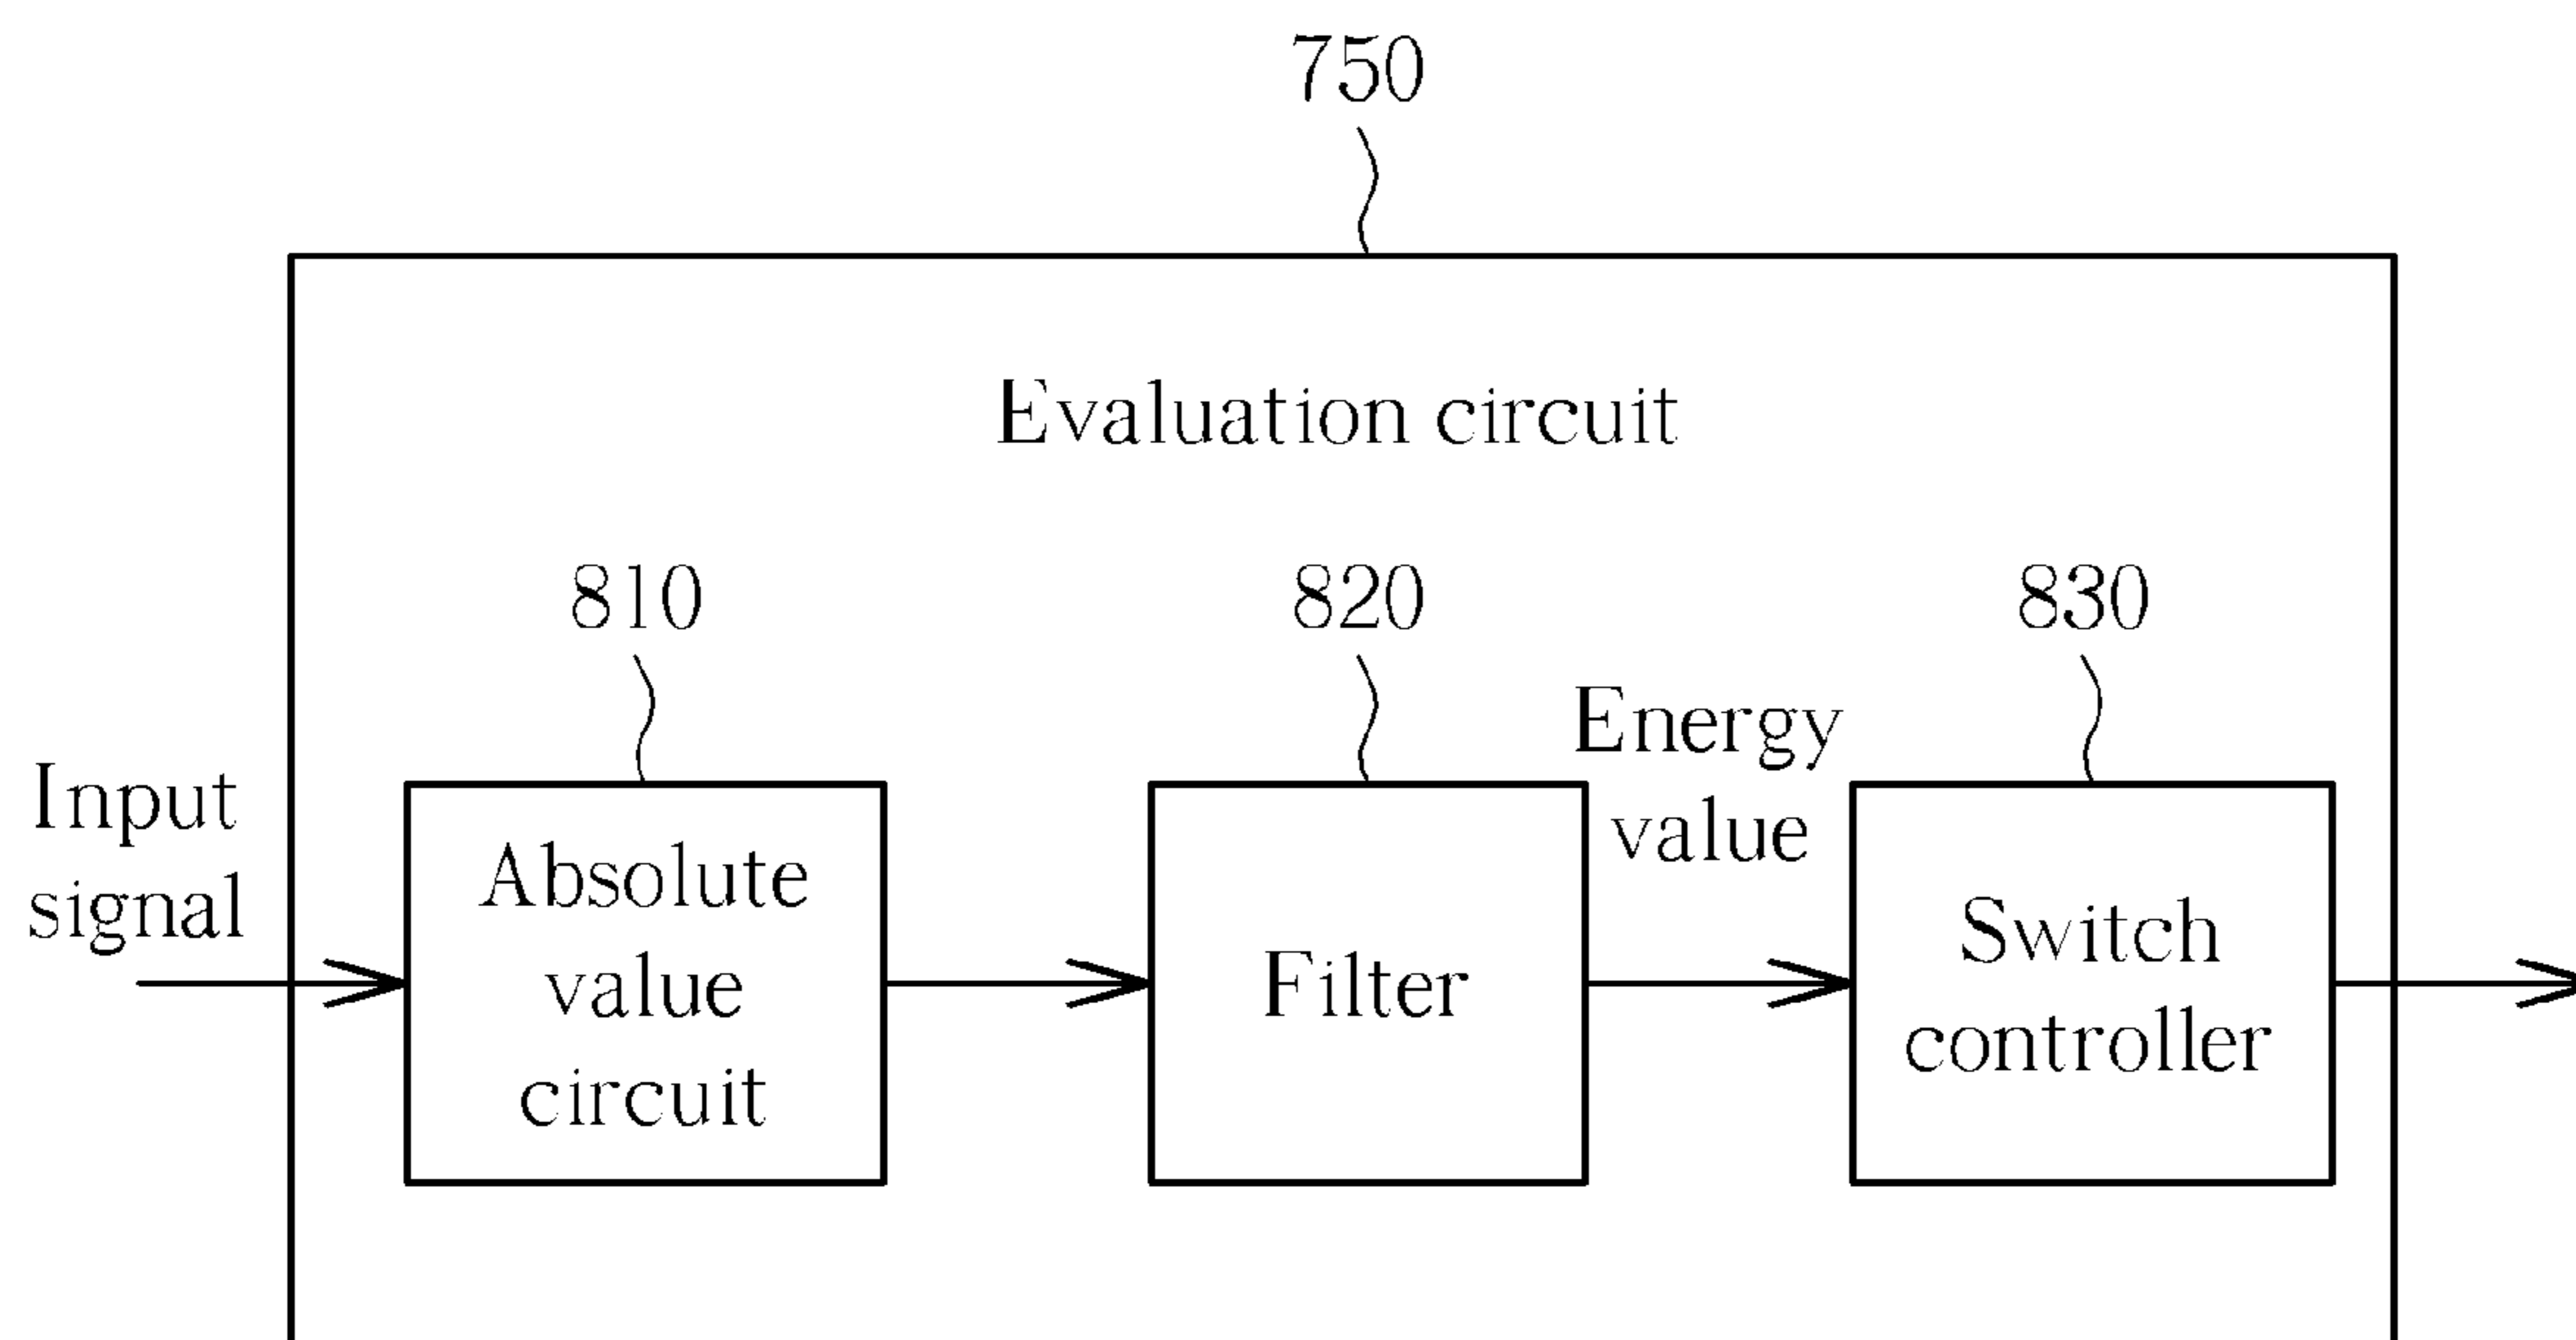 750
Evaluation circuit
810
820
830
Energy
value
Input
signal
Absolute
value
circuit
Filter
Switch
controller